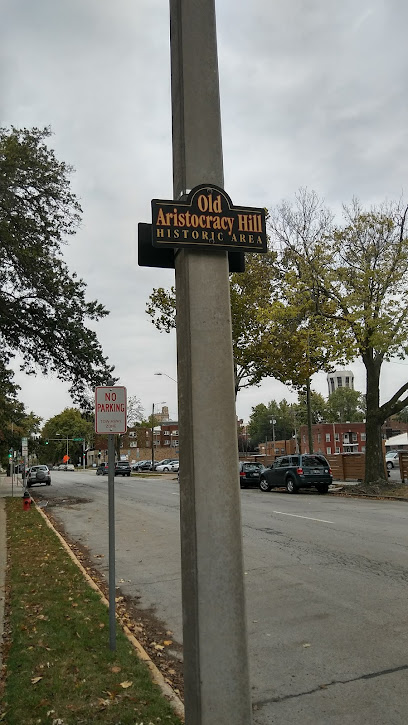 Old
Aristocracy Hill
HISTORIC AREA
NO
PARKING